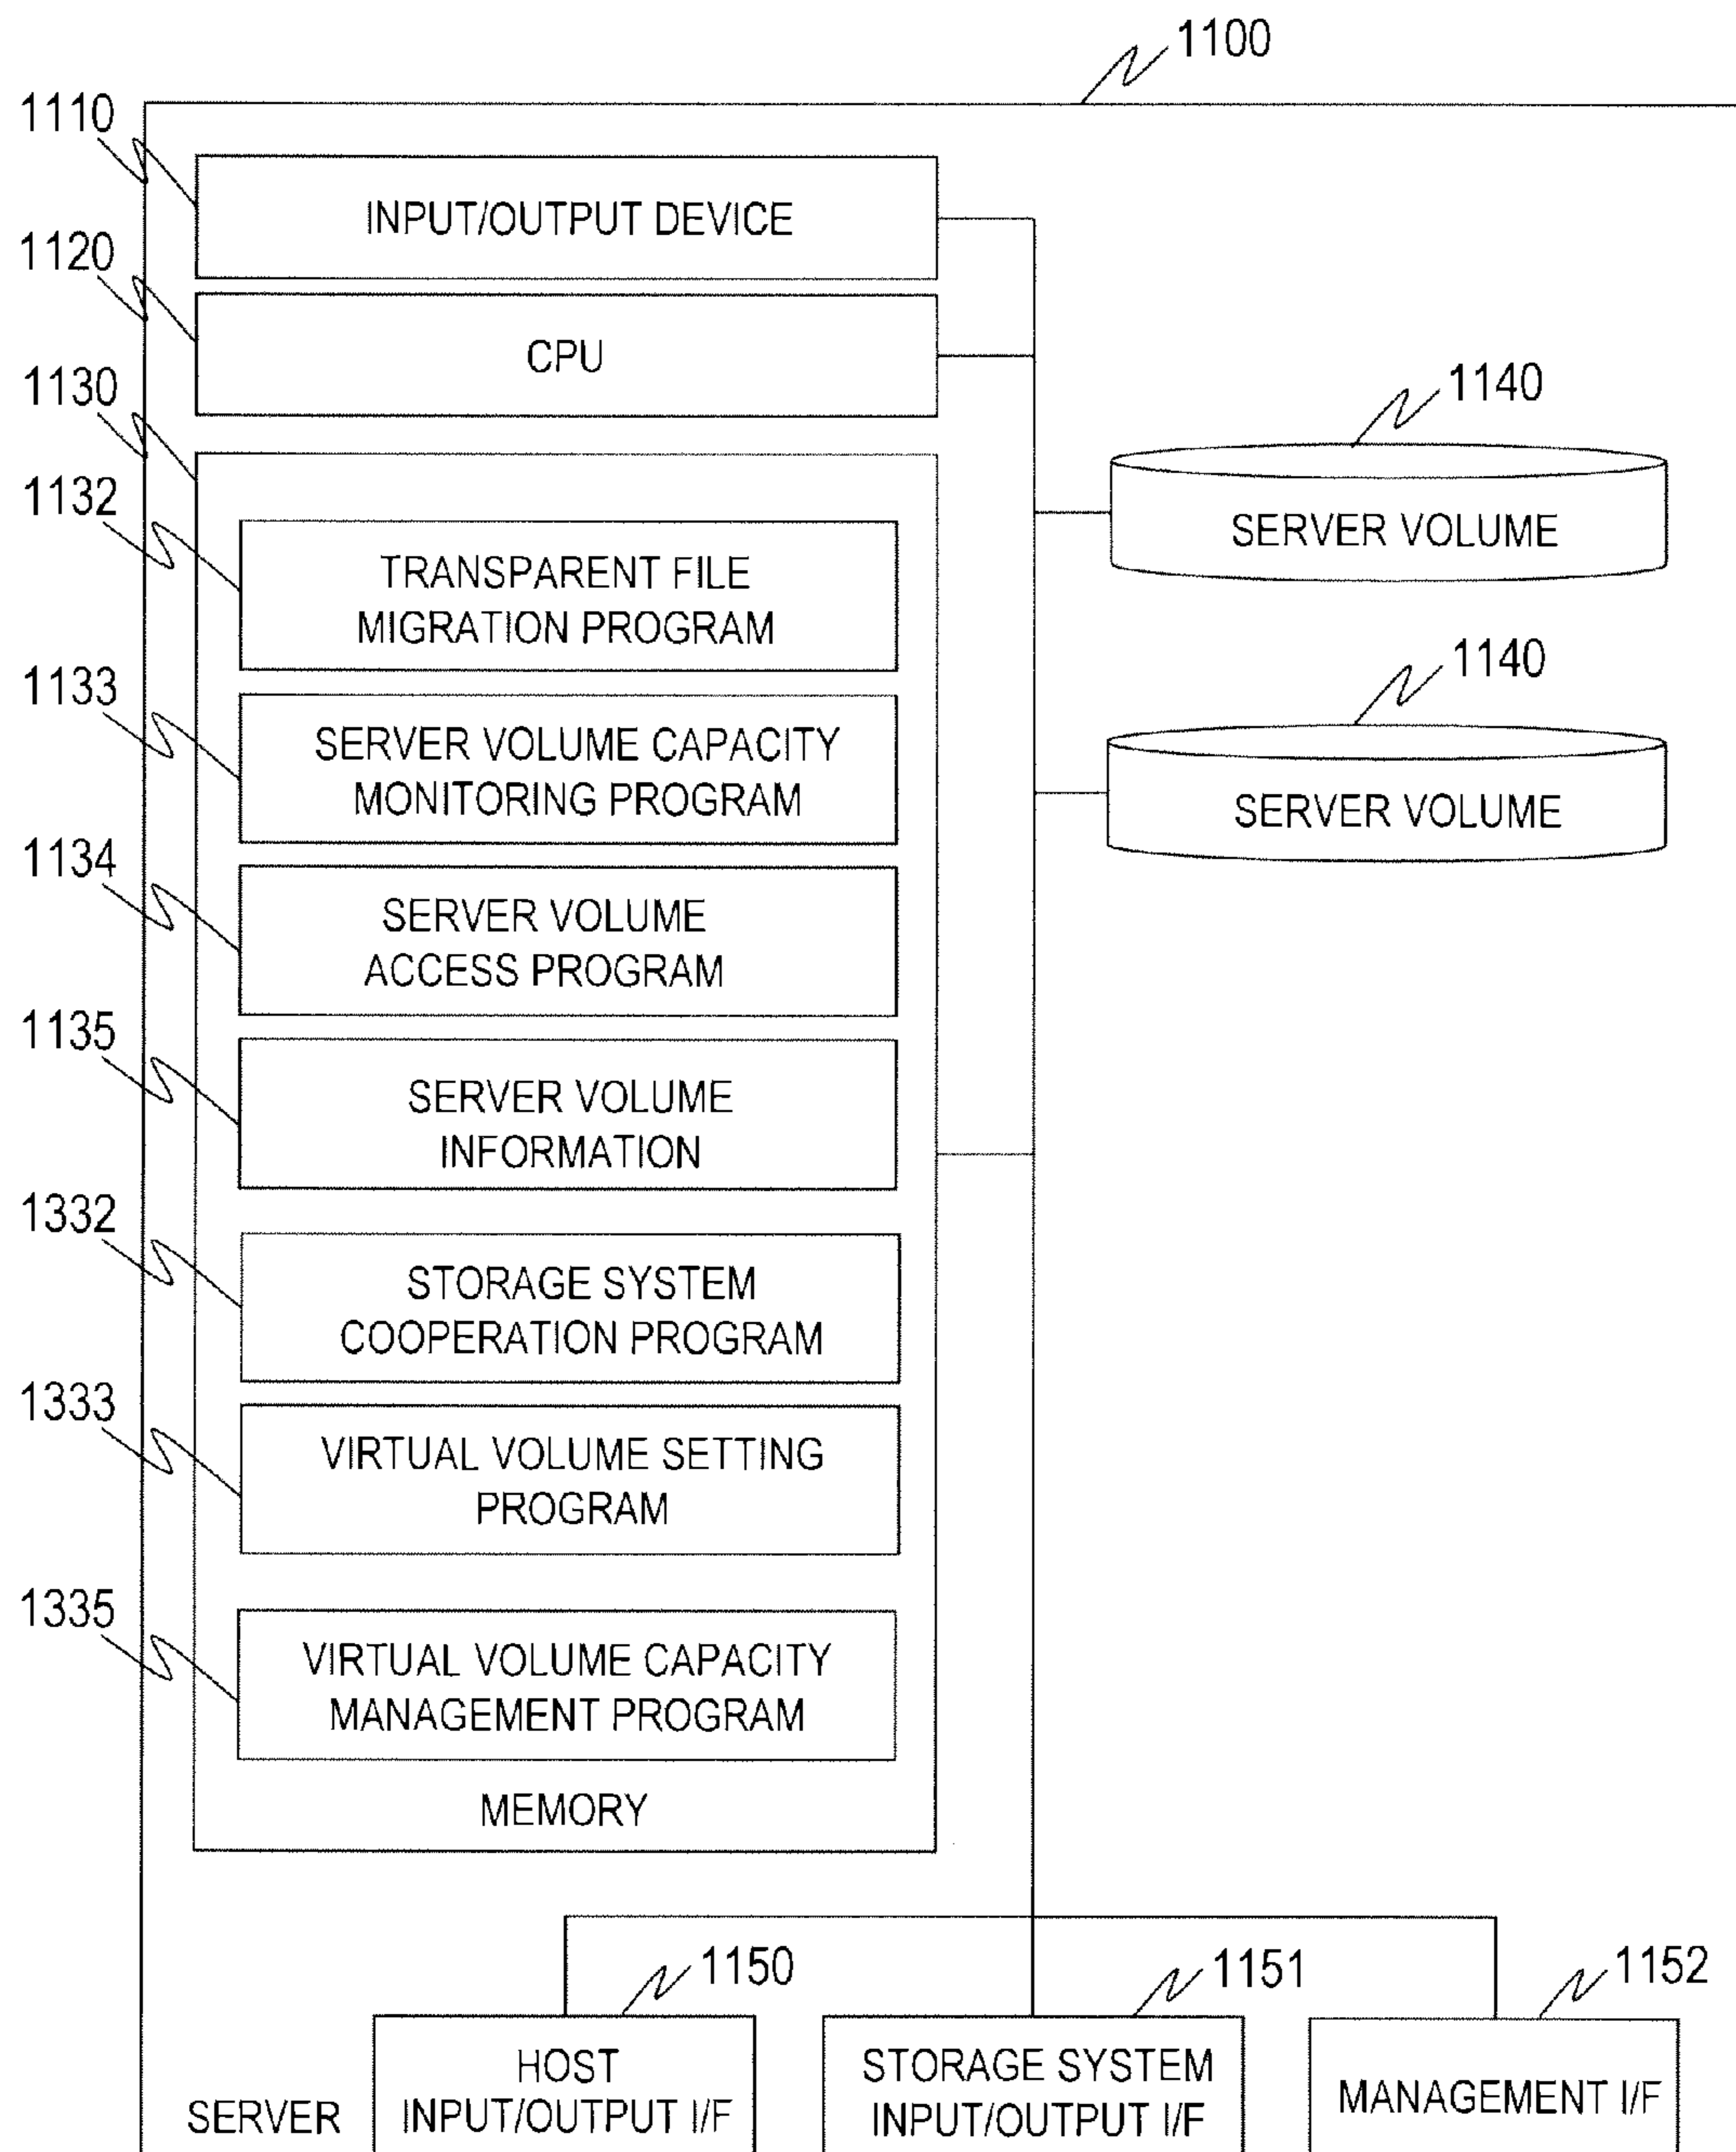 1100
1110
INPUT/OUTPUT DEVICE
1120
CPU
1130
1140
SERVER VOLUME
1132
TRANSPARENT FILE
MIGRATION PROGRAM
1140
SERVER VOLUME
1133
SERVER VOLUME CAPACITY
MONITORING PROGRAM
1134
SERVER VOLUME
ACCESS PROGRAM
1135
SERVER VOLUME
INFORMATION
1332
STORAGE SYSTEM
COOPERATION PROGRAM
1333
VIRTUAL VOLUME SETTING
PROGRAM
1335
VIRTUAL VOLUME CAPACITY
MANAGEMENT PROGRAM
MEMORY
1150
1151
1152
SERVER
HOST
INPUT/OUTPUT I/F
STORAGE SYSTEM
INPUT/OUTPUT I/F
MANAGEMENT I/F